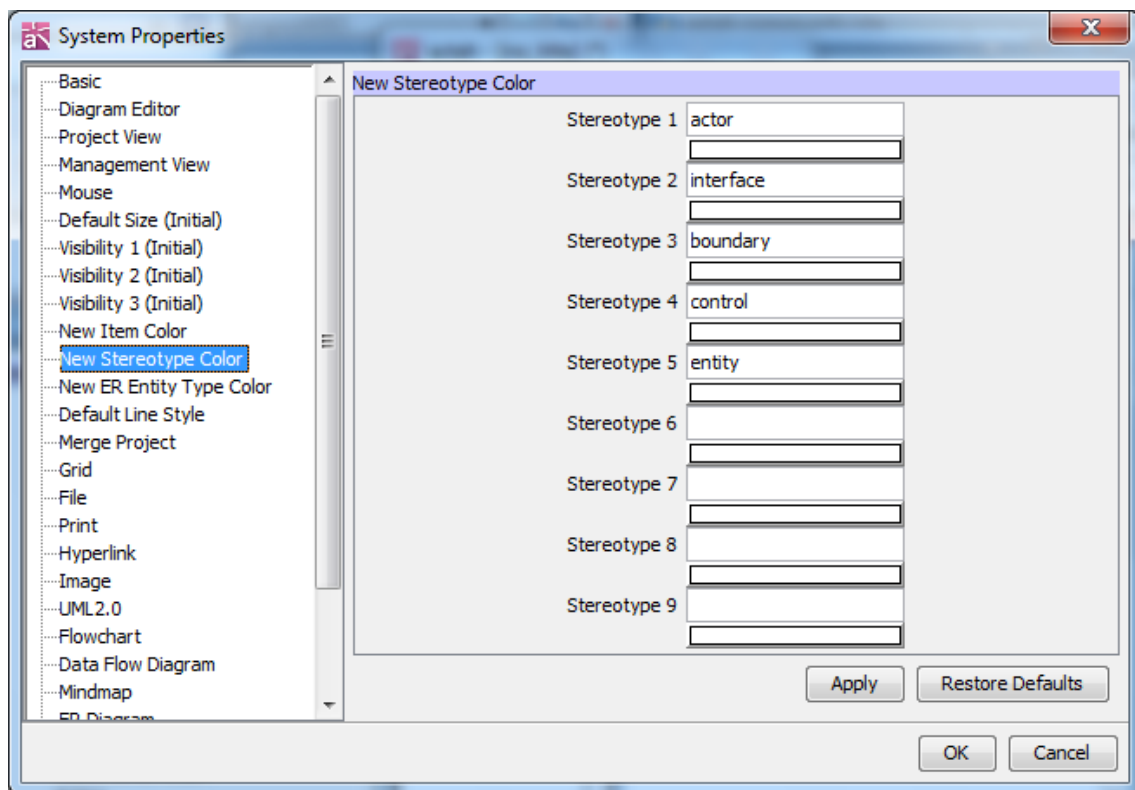 System Properties
Basic
Diagram Editor
Project View
Management View
Mouse
Default Size (Initial)
Visibility 1 (Initial)
Visibility 2 (Initial)
Visibility 3 (Initial)
New Item Color
New Stereotype Color
New ER Entity Type Color
Default Line Style
Merge Project
Grid
File
Print
Hyperlink
Image
UML2.0
Flowchart
Data Flow Diagram
Mindmap
ER Diagram
New Stereotype Color
Stereotype 1 actor
Stereotype 2 interface
Stereotype 3 boundary
Stereotype 4 control
Stereotype 5 entity
Stereotype 6
Stereotype 7
Stereotype 8
Stereotype 9
Apply Restore Defaults
OK Cancel